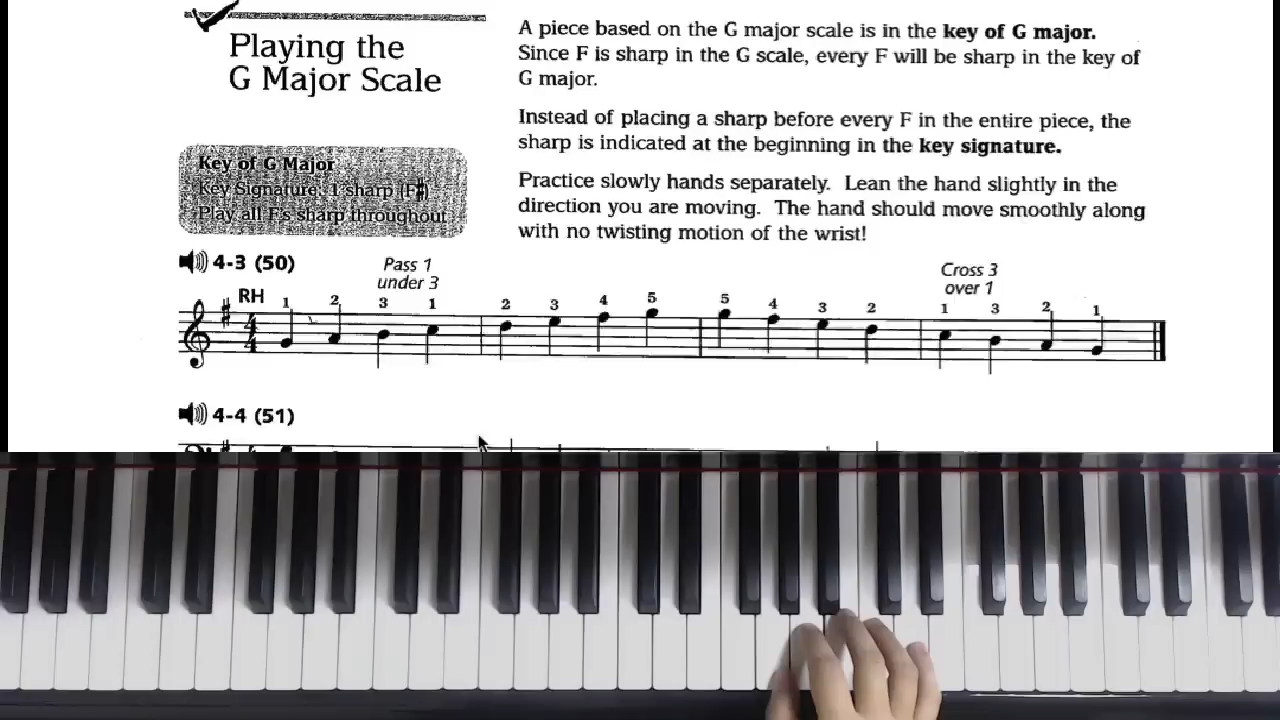 Playing the
G Major Scale
Key of G Major
Key Signature: 1 sharp (F♯)
Play all F's sharp throughout
A piece based on the G major scale is in the key of G major.
Since F is sharp in the G scale, every F will be sharp in the key of
G major.
Instead of placing a sharp before every F in the entire piece, the
sharp is indicated at the beginning in the key signature.
Practice slowly hands separately. Lean the hand slightly in the
direction you are moving. The hand should move smoothly along
with no twisting motion of the wrist!
4-3 (50)
Pass 1
under 3
Cross 3
over 1
RH 1 2 3 1 2 3 4 5 5 4 3 2 1 3 2 1
4
4
4-4 (51)